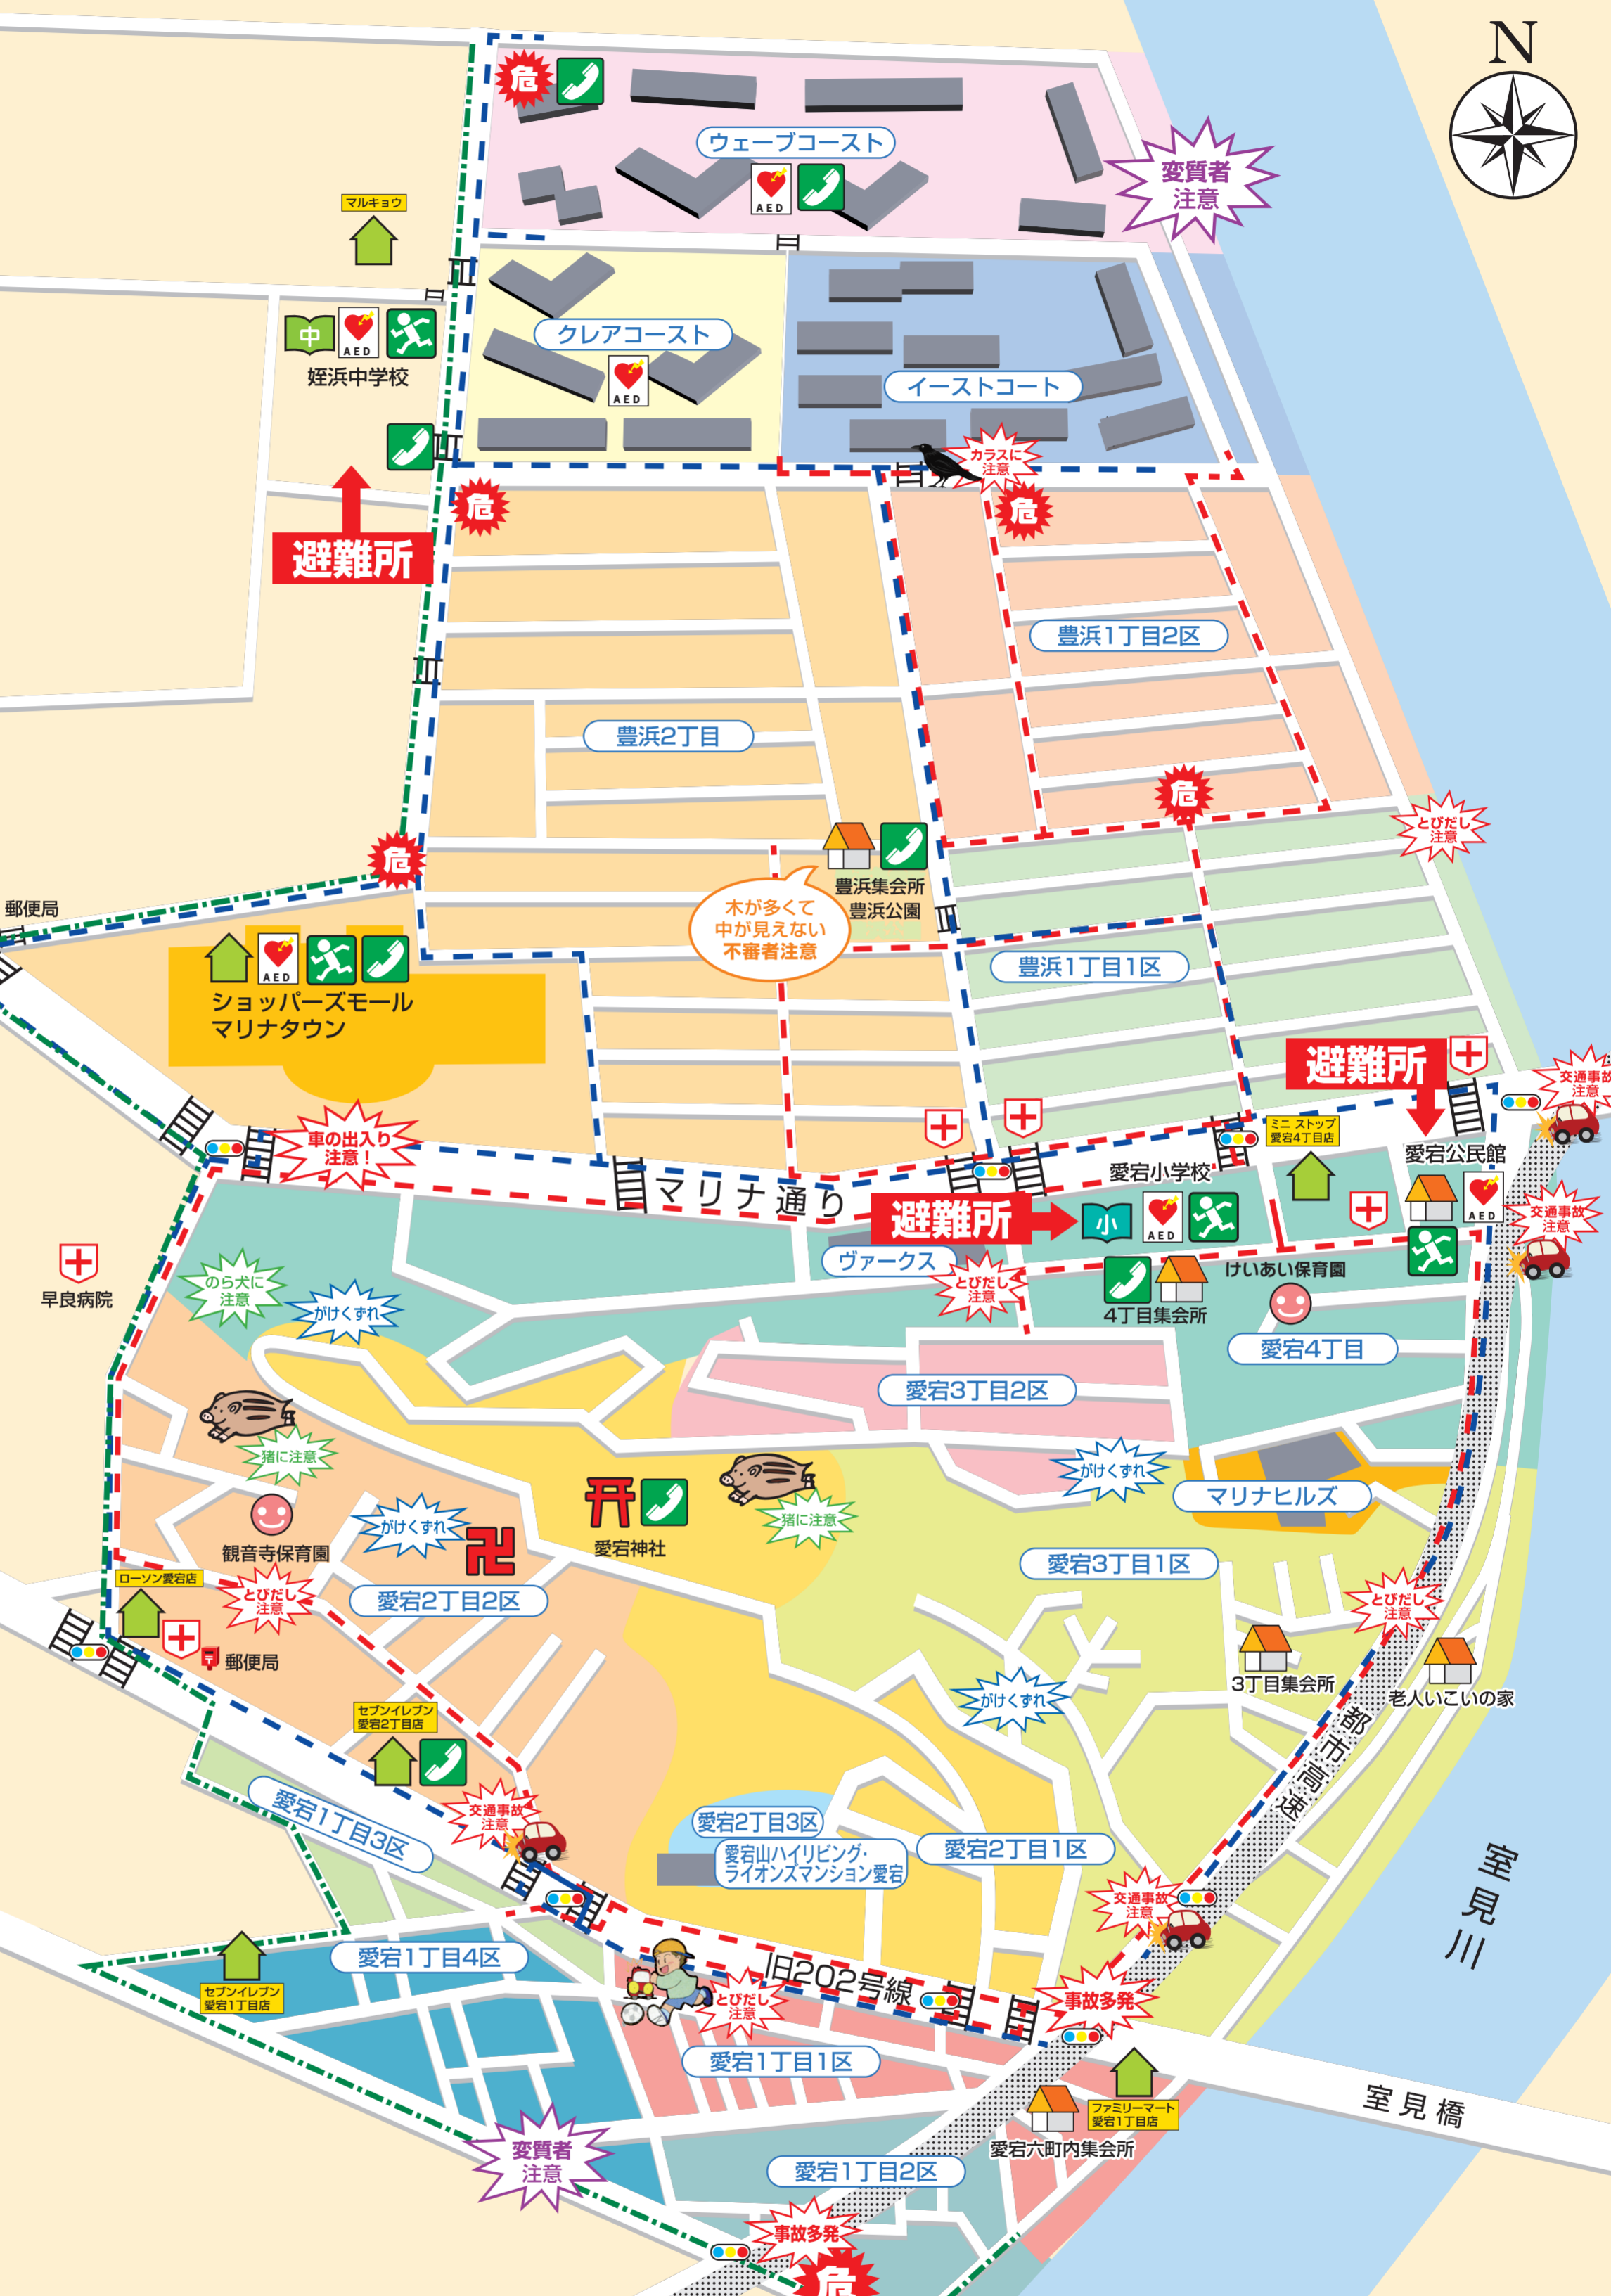 N
危
ウェーブコースト
AED
変質者
注意
マルキョウ
中
AED
姪浜中学校
クレアコースト
AED
イーストコート
カラスに
注意
危
危
避難所
豊浜1丁目2区
豊浜2丁目
危
とびだし
注意
危
豊浜集会所
豊浜公園
木が多くて
中が見えない
不審者注意
郵便局
AED
ショッパーズモール
マリナタウン
豊浜1丁目1区
避難所
交通事故
注意
車の出入り
注意！
ミニ ストップ
愛宕4丁目店
愛宕公民館
AED
マリナ通り
愛宕小学校
避難所
小
AED
交通事故
注意
ヴァークス
とびだし
注意
けいあい保育園
4丁目集会所
早良病院
のら犬に
注意
がけくずれ
愛宕4丁目
愛宕3丁目2区
猪に注意
がけくずれ
マリナヒルズ
観音寺保育園
がけくずれ
卍
愛宕神社
猪に注意
愛宕3丁目1区
ローソン愛宕店
とびだし
注意
愛宕2丁目2区
とびだし
注意
〒
郵便局
3丁目集会所
老人いこいの家
がけくずれ
セブンイレブン
愛宕2丁目店
都市高速
愛宕1丁目3区
交通事故
注意
愛宕2丁目3区
愛宕山ハイリビング・
ライオンズマンション愛宕
愛宕2丁目1区
室見川
交通事故
注意
愛宕1丁目4区
旧202号線
セブンイレブン
愛宕1丁目店
とびだし
注意
事故多発
愛宕1丁目1区
ファミリーマート
愛宕1丁目店
室見橋
愛宕六町内集会所
変質者
注意
愛宕1丁目2区
事故多発
危